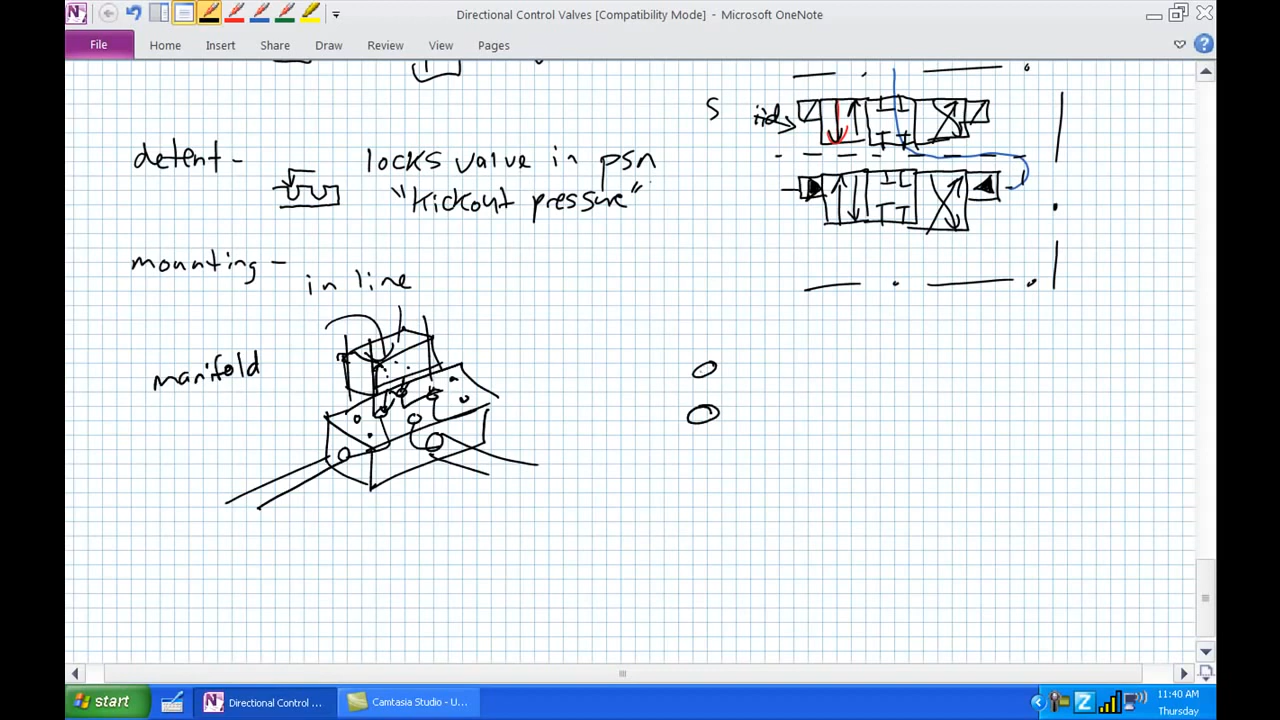 Directional Control Valves [Compatibility Mode] - Microsoft OneNote
File Home Insert Share Draw Review View Pages
S
detent - locks valve in psn
"Kickout pressure"
mounting - in line
manifold
start Directional Control ... Camtasia Studio - U... 11:40 AM
Thursday